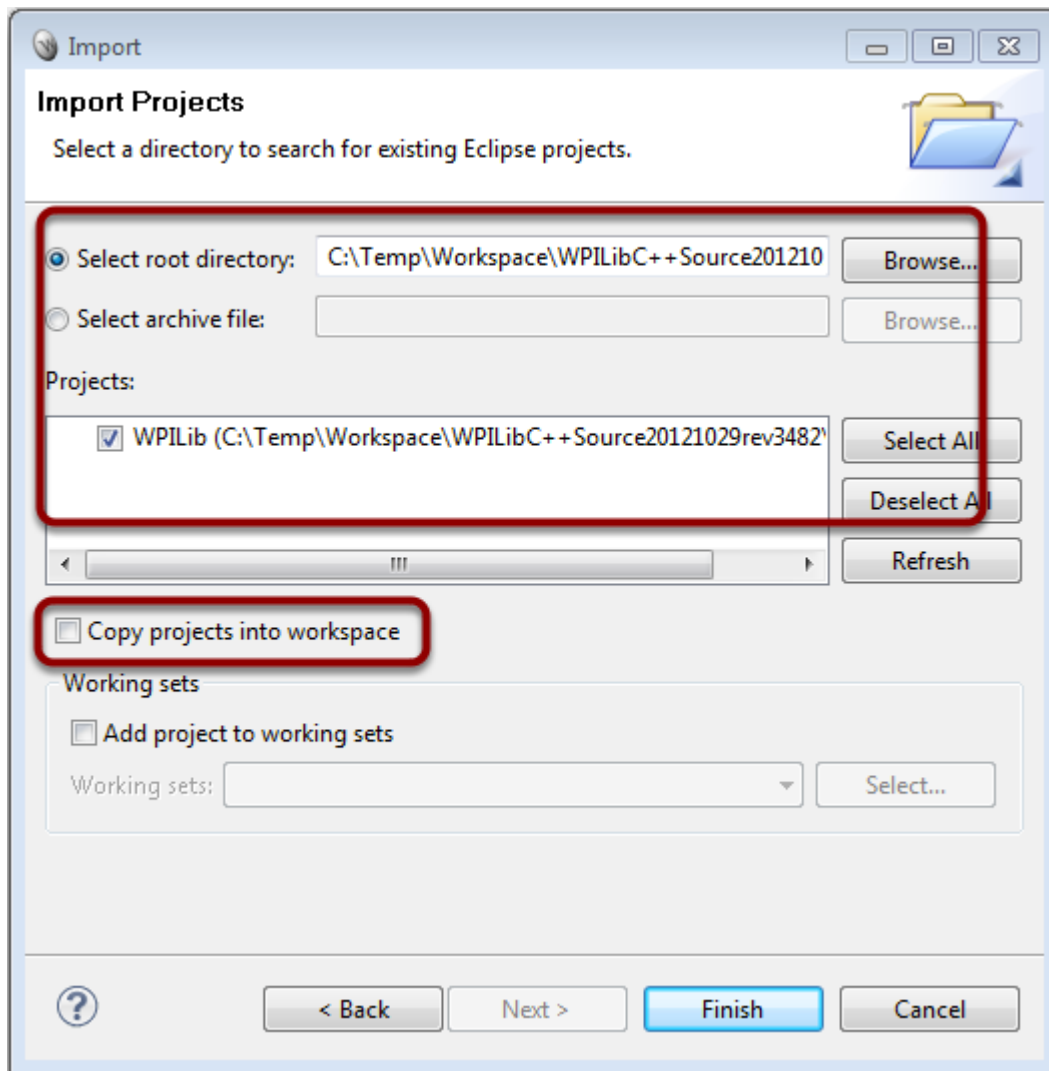 Import
Import Projects
Select a directory to search for existing Eclipse projects.
Select root directory: C:\Temp\Workspace\WPILibC++Source201210 Browse...
Select archive file: Browse...
Projects:
WPILib (C:\Temp\Workspace\WPILibC++Source20121029rev3482\ Select All
Deselect All
Refresh
Copy projects into workspace
Working sets
Add project to working sets
Working sets: Select...
? < Back Next > Finish Cancel